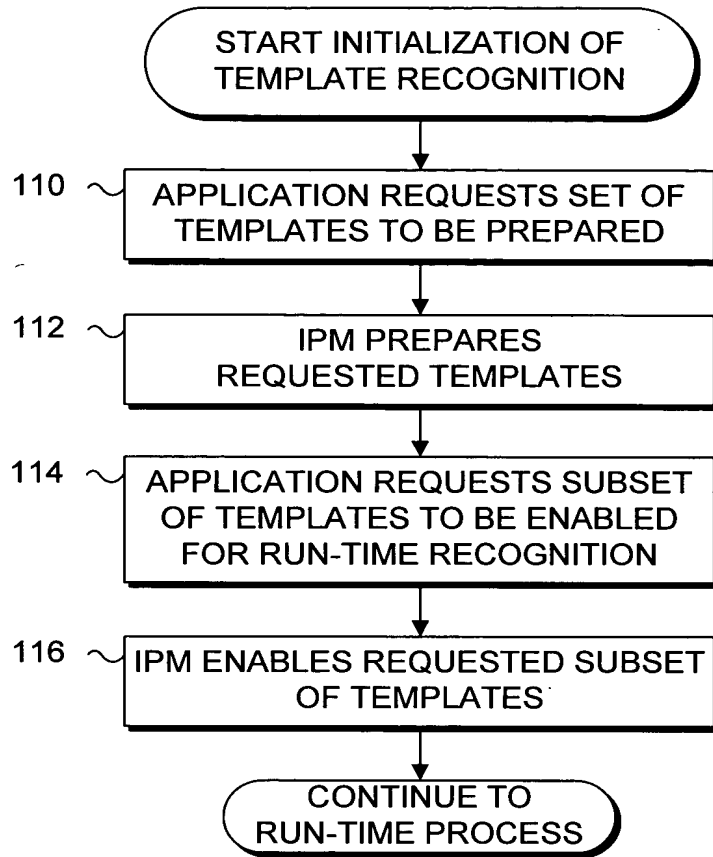 START INITIALIZATION OF
TEMPLATE RECOGNITION
110
APPLICATION REQUESTS SET OF
TEMPLATES TO BE PREPARED
112
IPM PREPARES
REQUESTED TEMPLATES
114
APPLICATION REQUESTS SUBSET
OF TEMPLATES TO BE ENABLED
FOR RUN-TIME RECOGNITION
116
IPM ENABLES REQUESTED SUBSET
OF TEMPLATES
CONTINUE TO
RUN-TIME PROCESS